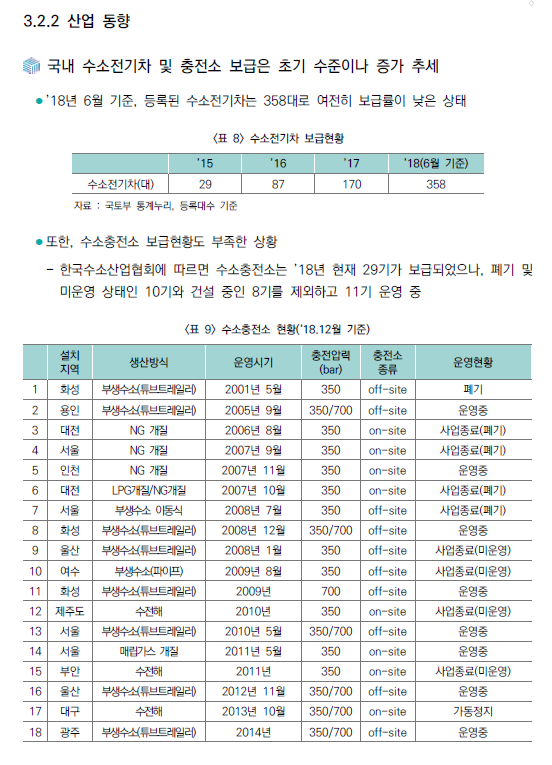 3.2.2 산업 동향
국내 수소전기차 및 충전소 보급은 초기 수준이나 증가 추세
● ’18년 6월 기준, 등록된 수소전기차는 358대로 여전히 보급률이 낮은 상태
〈표 8〉 수소전기차 보급현황
’15 ’16 ’17 ’18(6월 기준)
수소전기차(대) 29 87 170 358
자료 : 국토부 통계누리, 등록대수 기준
● 또한, 수소충전소 보급현황도 부족한 상황
– 한국수소산업협회에 따르면 수소충전소는 ’18년 현재 29기가 보급되었으나, 폐기 및
미운영 상태인 10기와 건설 중인 8기를 제외하고 11기 운영 중
〈표 9〉 수소충전소 현황(‘18.12월 기준)
설치 지역 생산방식 운영시기 충전압력 (bar) 충전소 종류 운영현황
1 화성 부생수소(튜브트레일러) 2001년 5월 350 off-site 폐기
2 용인 부생수소(튜브트레일러) 2005년 9월 350/700 off-site 운영중
3 대전 NG 개질 2006년 8월 350 on-site 사업종료(폐기)
4 서울 NG 개질 2007년 9월 350 on-site 사업종료(폐기)
5 인천 NG 개질 2007년 11월 350 on-site 운영중
6 대전 LPG개질/NG개질 2007년 10월 350 on-site 사업종료(폐기)
7 서울 부생수소 이동식 2008년 7월 350 on-site 사업종료(폐기)
8 화성 부생수소(튜브트레일러) 2008년 12월 350/700 off-site 운영중
9 울산 부생수소(튜브트레일러) 2008년 1월 350 off-site 사업종료(미운영)
10 여수 부생수소(파이프) 2009년 8월 350 off-site 사업종료(미운영)
11 화성 부생수소(튜브트레일러) 2009년 700 off-site 운영중
12 제주도 수전해 2010년 350 on-site 사업종료(미운영)
13 서울 부생수소(튜브트레일러) 2010년 5월 350/700 off-site 운영중
14 서울 매립가스 개질 2011년 5월 350 on-site 운영중
15 부안 수전해 2011년 350 on-site 사업종료(미운영)
16 울산 부생수소(튜브트레일러) 2012년 11월 350/700 off-site 운영중
17 대구 수전해 2013년 10월 350/700 on-site 가동정지
18 광주 부생수소(튜브트레일러) 2014년 350/700 off-site 운영중